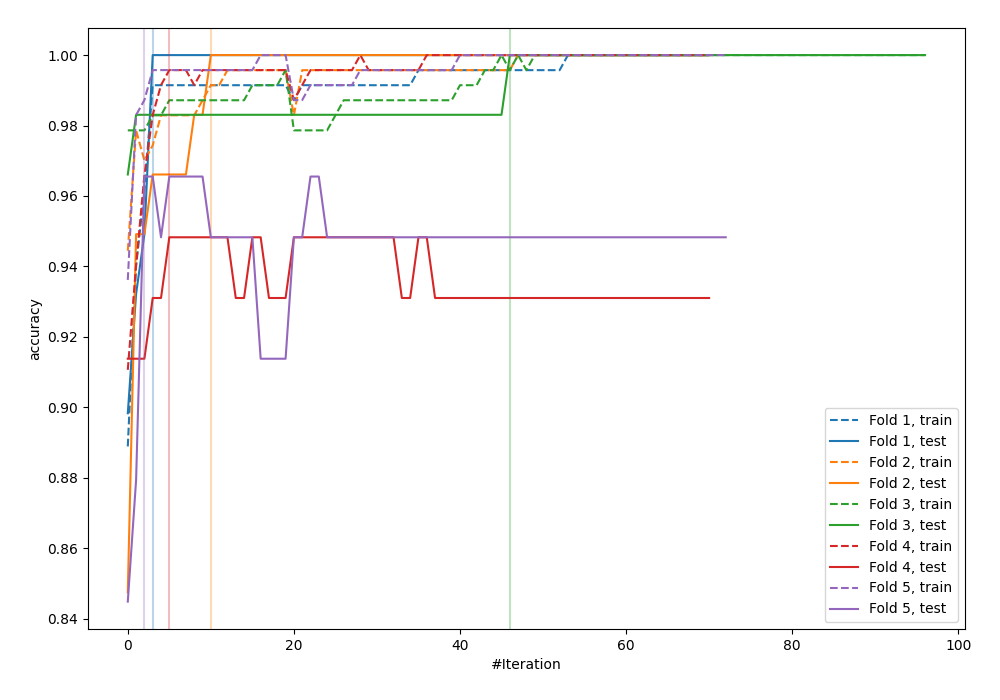 1.00
0.98
0.96
0.94
0.92
0.90
0.88
0.86
0.84
accuracy
0 20 40 60 80 100
#Iteration
Fold 1, train
Fold 1, test
Fold 2, train
Fold 2, test
Fold 3, train
Fold 3, test
Fold 4, train
Fold 4, test
Fold 5, train
Fold 5, test